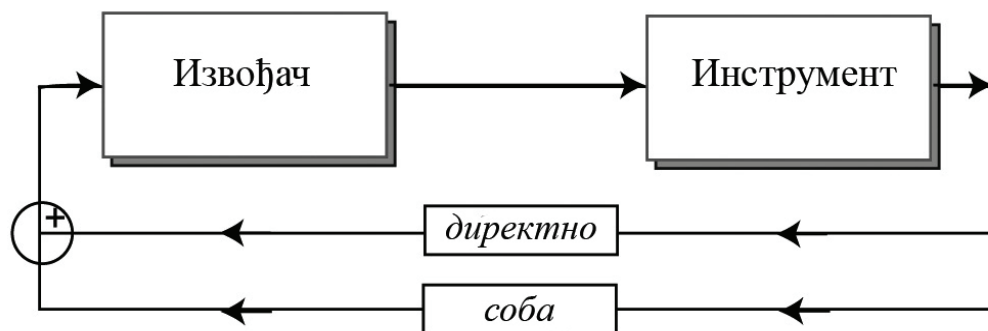 Извођач
Инструмент
+
директно
соба